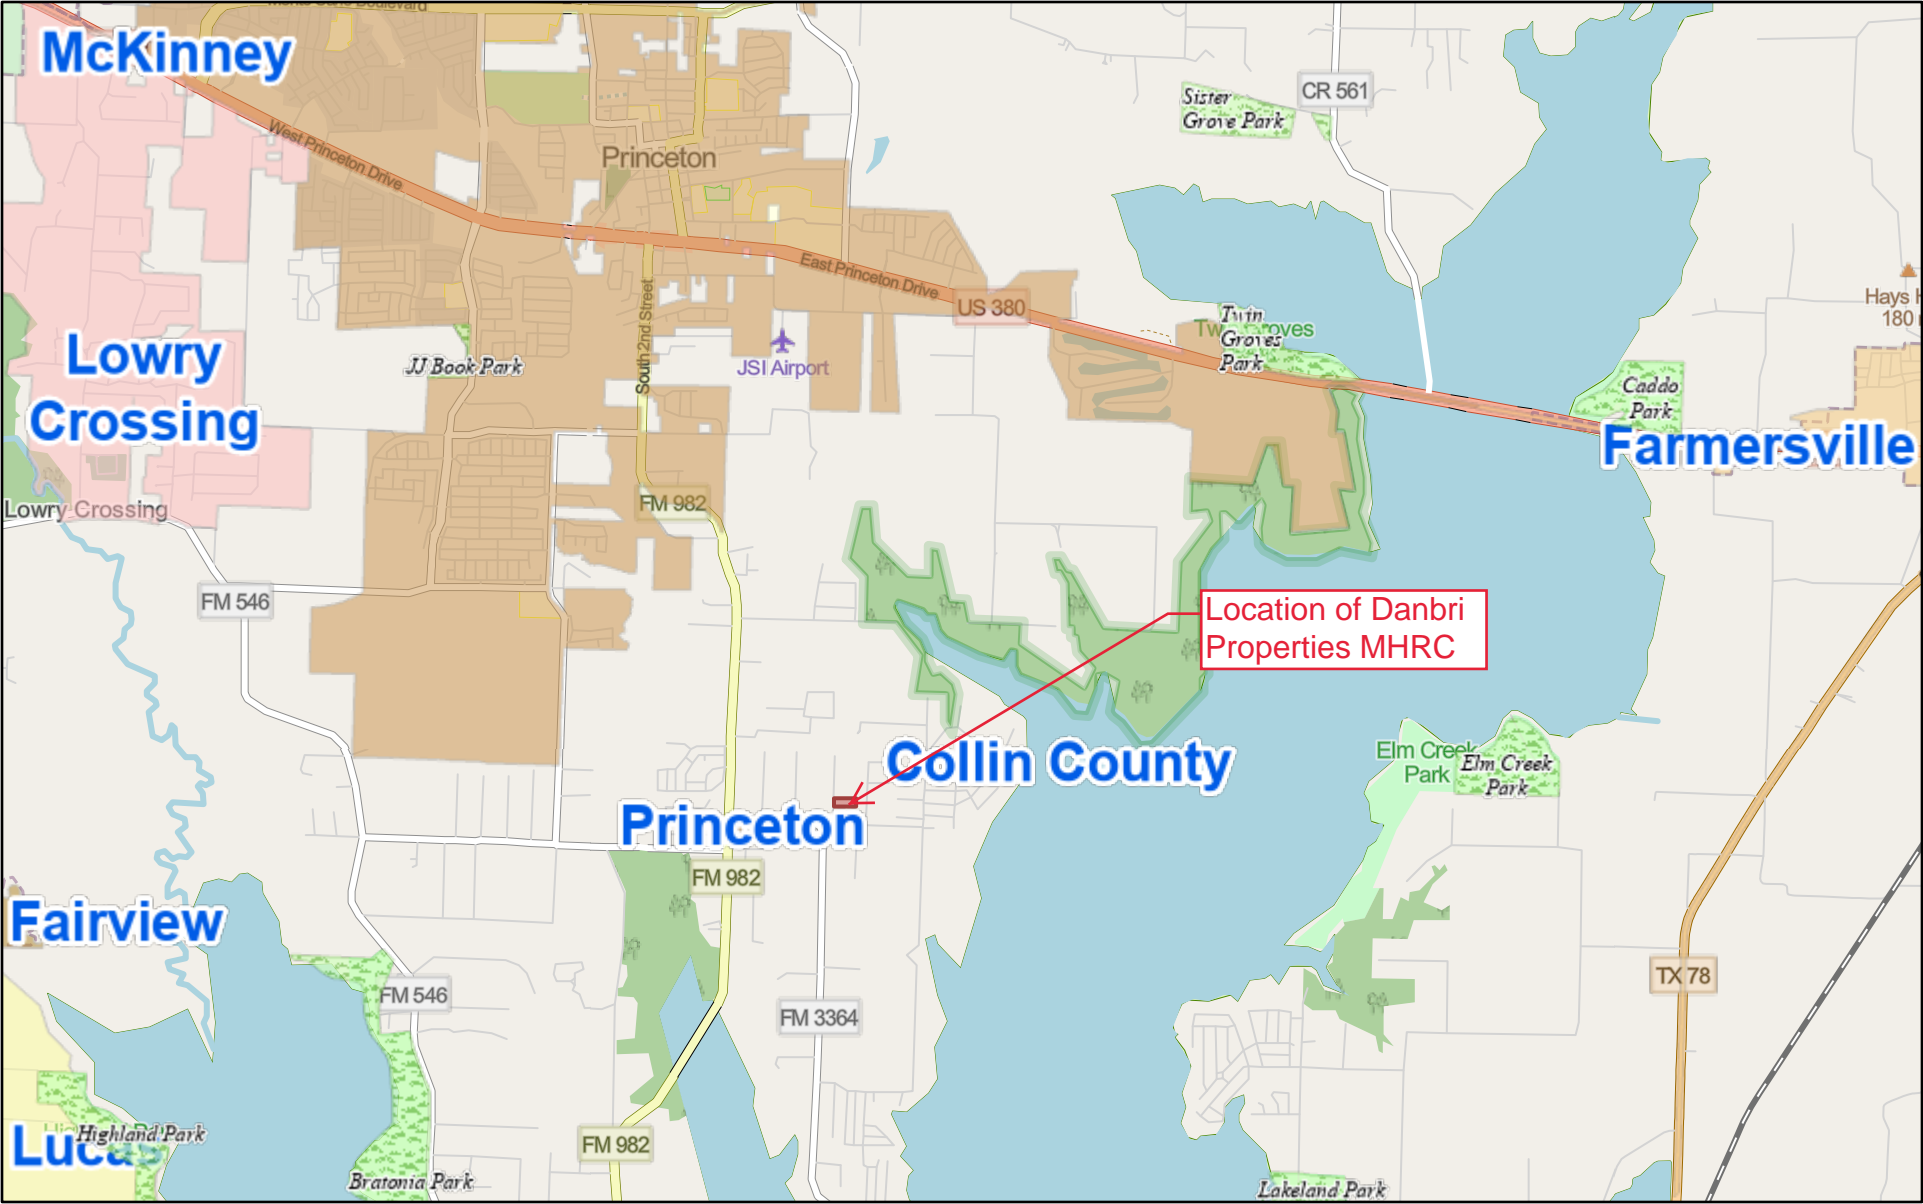 McKinney
West Princeton Drive
Princeton
Sister
Grove Park
CR 561
East Princeton Drive
US 380
South 2nd Street
JSI Airport
JJ Book Park
Twin
Groves
Park
Hays
180
Caddo
Park
Lowry
Crossing
Farmersville
Lowry Crossing
FM 982
FM 546
Location of Danbri
Properties MHRC
Collin County
Elm Creek
Park
Elm Creek
Park
Princeton
FM 982
Fairview
FM 546
TX 78
FM 3364
Highland Park
Lucas
FM 982
Bratonia Park
Lakeland Park